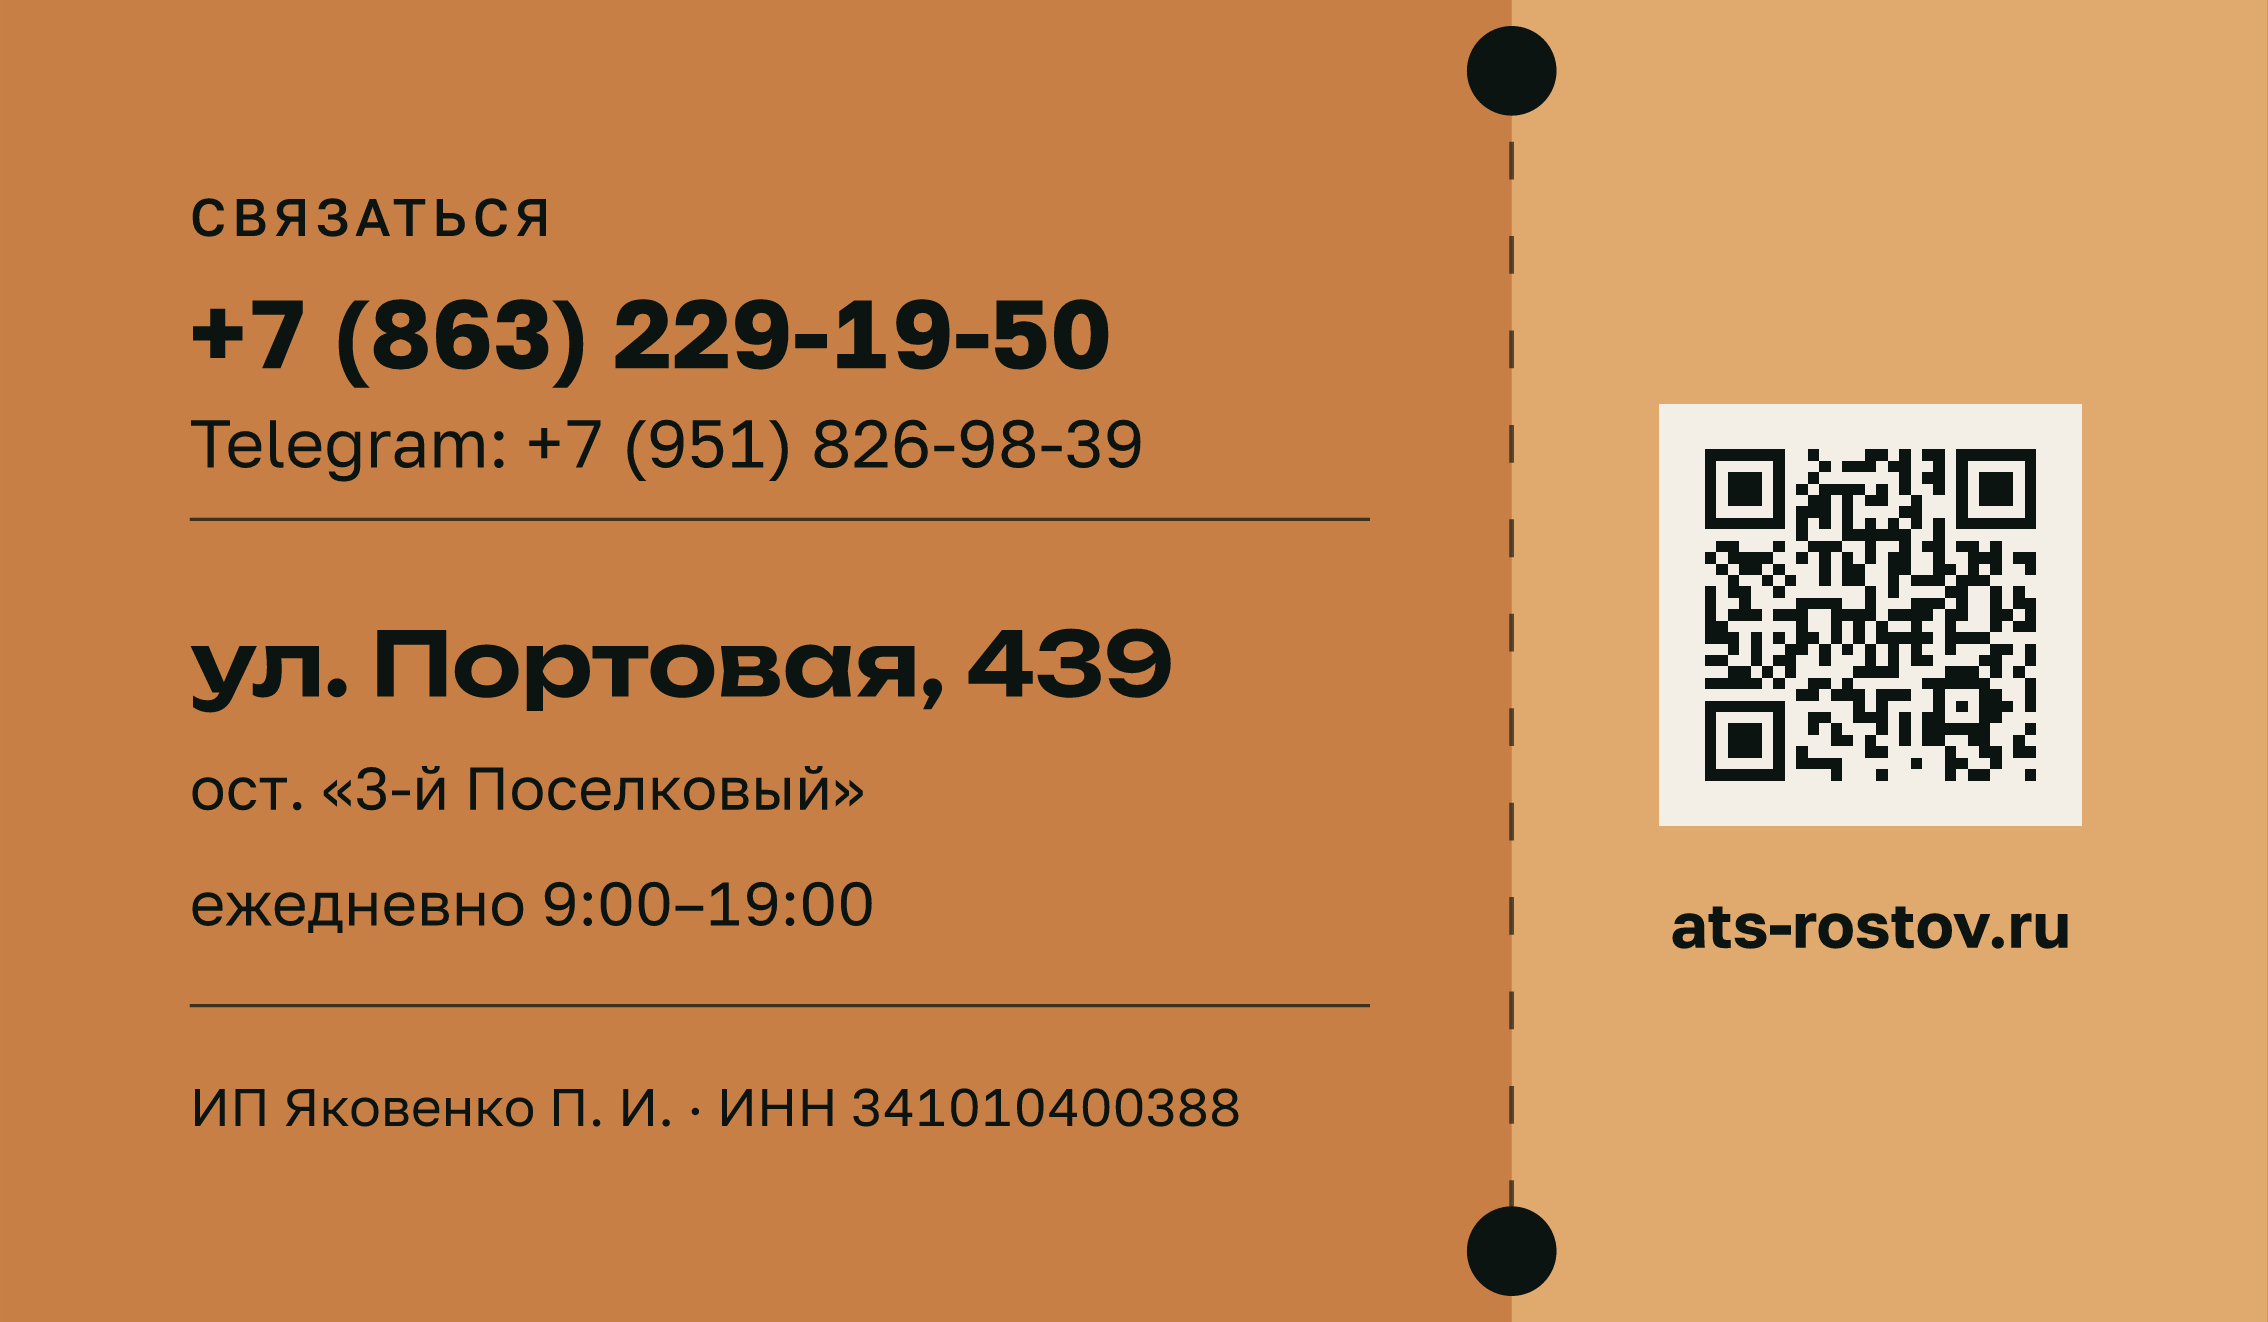 СВЯЗАТЬСЯ
+7 (863) 229-19-50
Telegram: +7 (951) 826-98-39
ул. Портовая, 439
ост. «3-й Поселковый»
ежедневно 9:00–19:00
ИП Яковенко П. И. · ИНН 341010400388
ats-rostov.ru